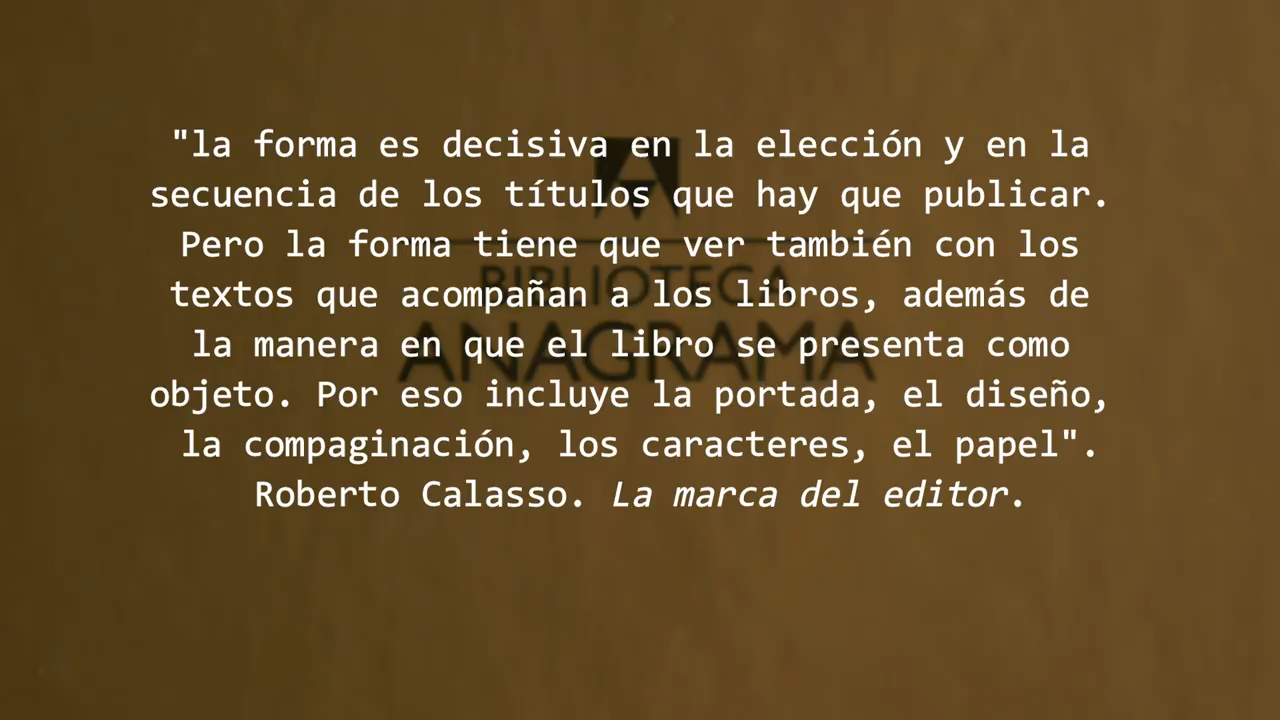 "la forma es decisiva en la elección y en la
secuencia de los títulos que hay que publicar.
Pero la forma tiene que ver también con los
textos que acompañan a los libros, además de
la manera en que el libro se presenta como
objeto. Por eso incluye la portada, el diseño,
la compaginación, los caracteres, el papel".
Roberto Calasso. La marca del editor.
BIBLIOTECA
ANAGRAMA